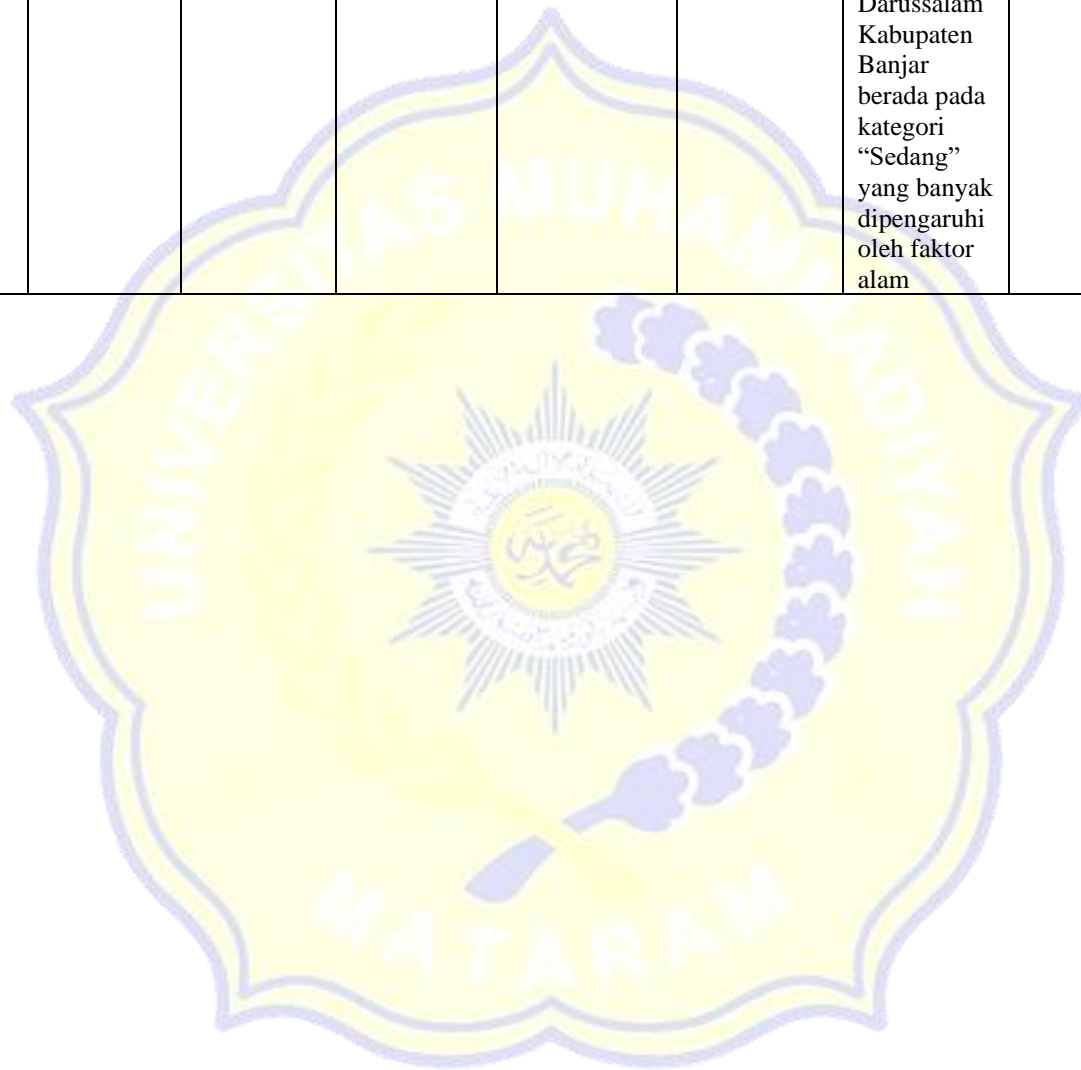 Darussalam
Kabupaten
Banjar
berada pada
kategori
“Sedang”
yang banyak
dipengaruhi
oleh faktor
alam
UNIVERSITAS MUHAMMADIYAH
MATARAM